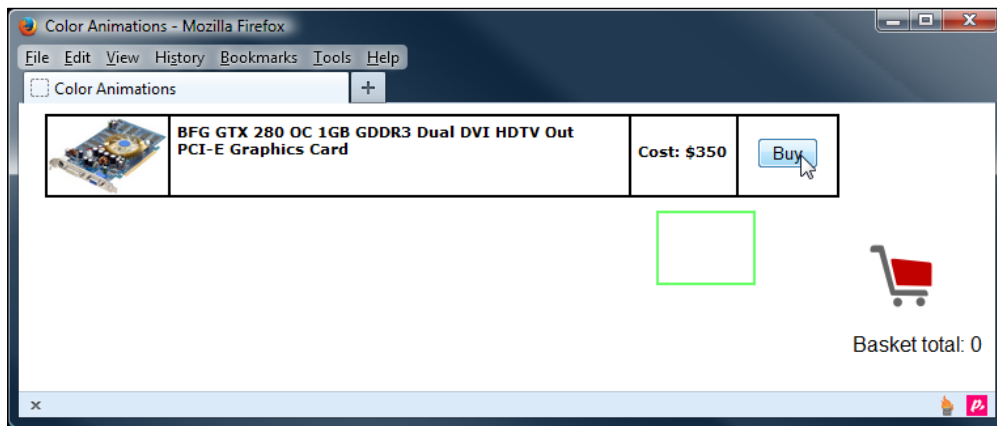 Color Animations - Mozilla Firefox
File Edit View History Bookmarks Tools Help
Color Animations
BFG GTX 280 OC 1GB GDDR3 Dual DVI HDTV Out
PCI-E Graphics Card
Cost: $350
Buy
Basket total: 0